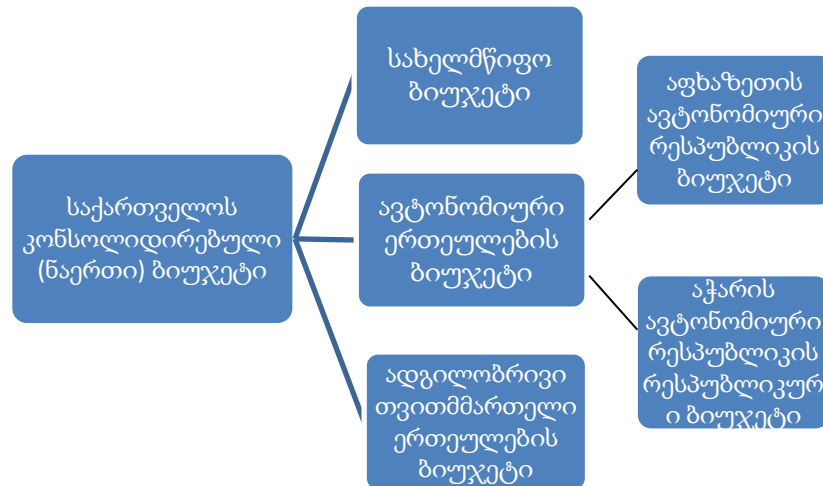 საქართველოს
კონსოლიდირებული
(ნაერთი) ბიუჯეტი
სახელმწიფო
ბიუჯეტი
ავტონომიური
ერთეულების
ბიუჯეტი
ადგილობრივი
თვითმმართველი
ერთეულების
ბიუჯეტი
აფხაზეთის
ავტონომიური
რესპუბლიკის
ბიუჯეტი
აჭარის
ავტონომიური
რესპუბლიკის
რესპუბლიკურ
ი ბიუჯეტი